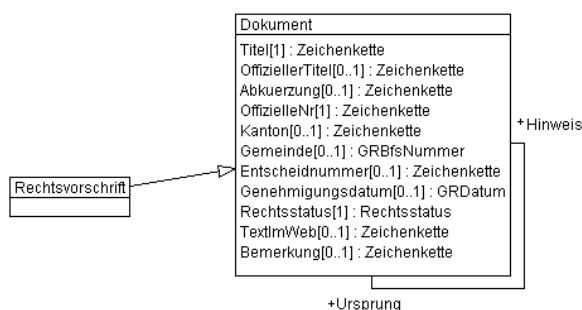 Dokument
Titel[1] : Zeichenkette
OffiziellerTitel[0..1] : Zeichenkette
Abkuerzung[0..1] : Zeichenkette
OffizielleNr[1] : Zeichenkette
Kanton[0..1] : Zeichenkette
Gemeinde[0..1] : GRBfsNummer
Entscheidnummer[0..1] : Zeichenkette
Genehmigungsdatum[0..1] : GRDatum
Rechtsstatus[1] : Rechtsstatus
TextImWeb[0..1] : Zeichenkette
Bemerkung[0..1] : Zeichenkette
+Hinweis
Rechtsvorschrift
+Ursprung